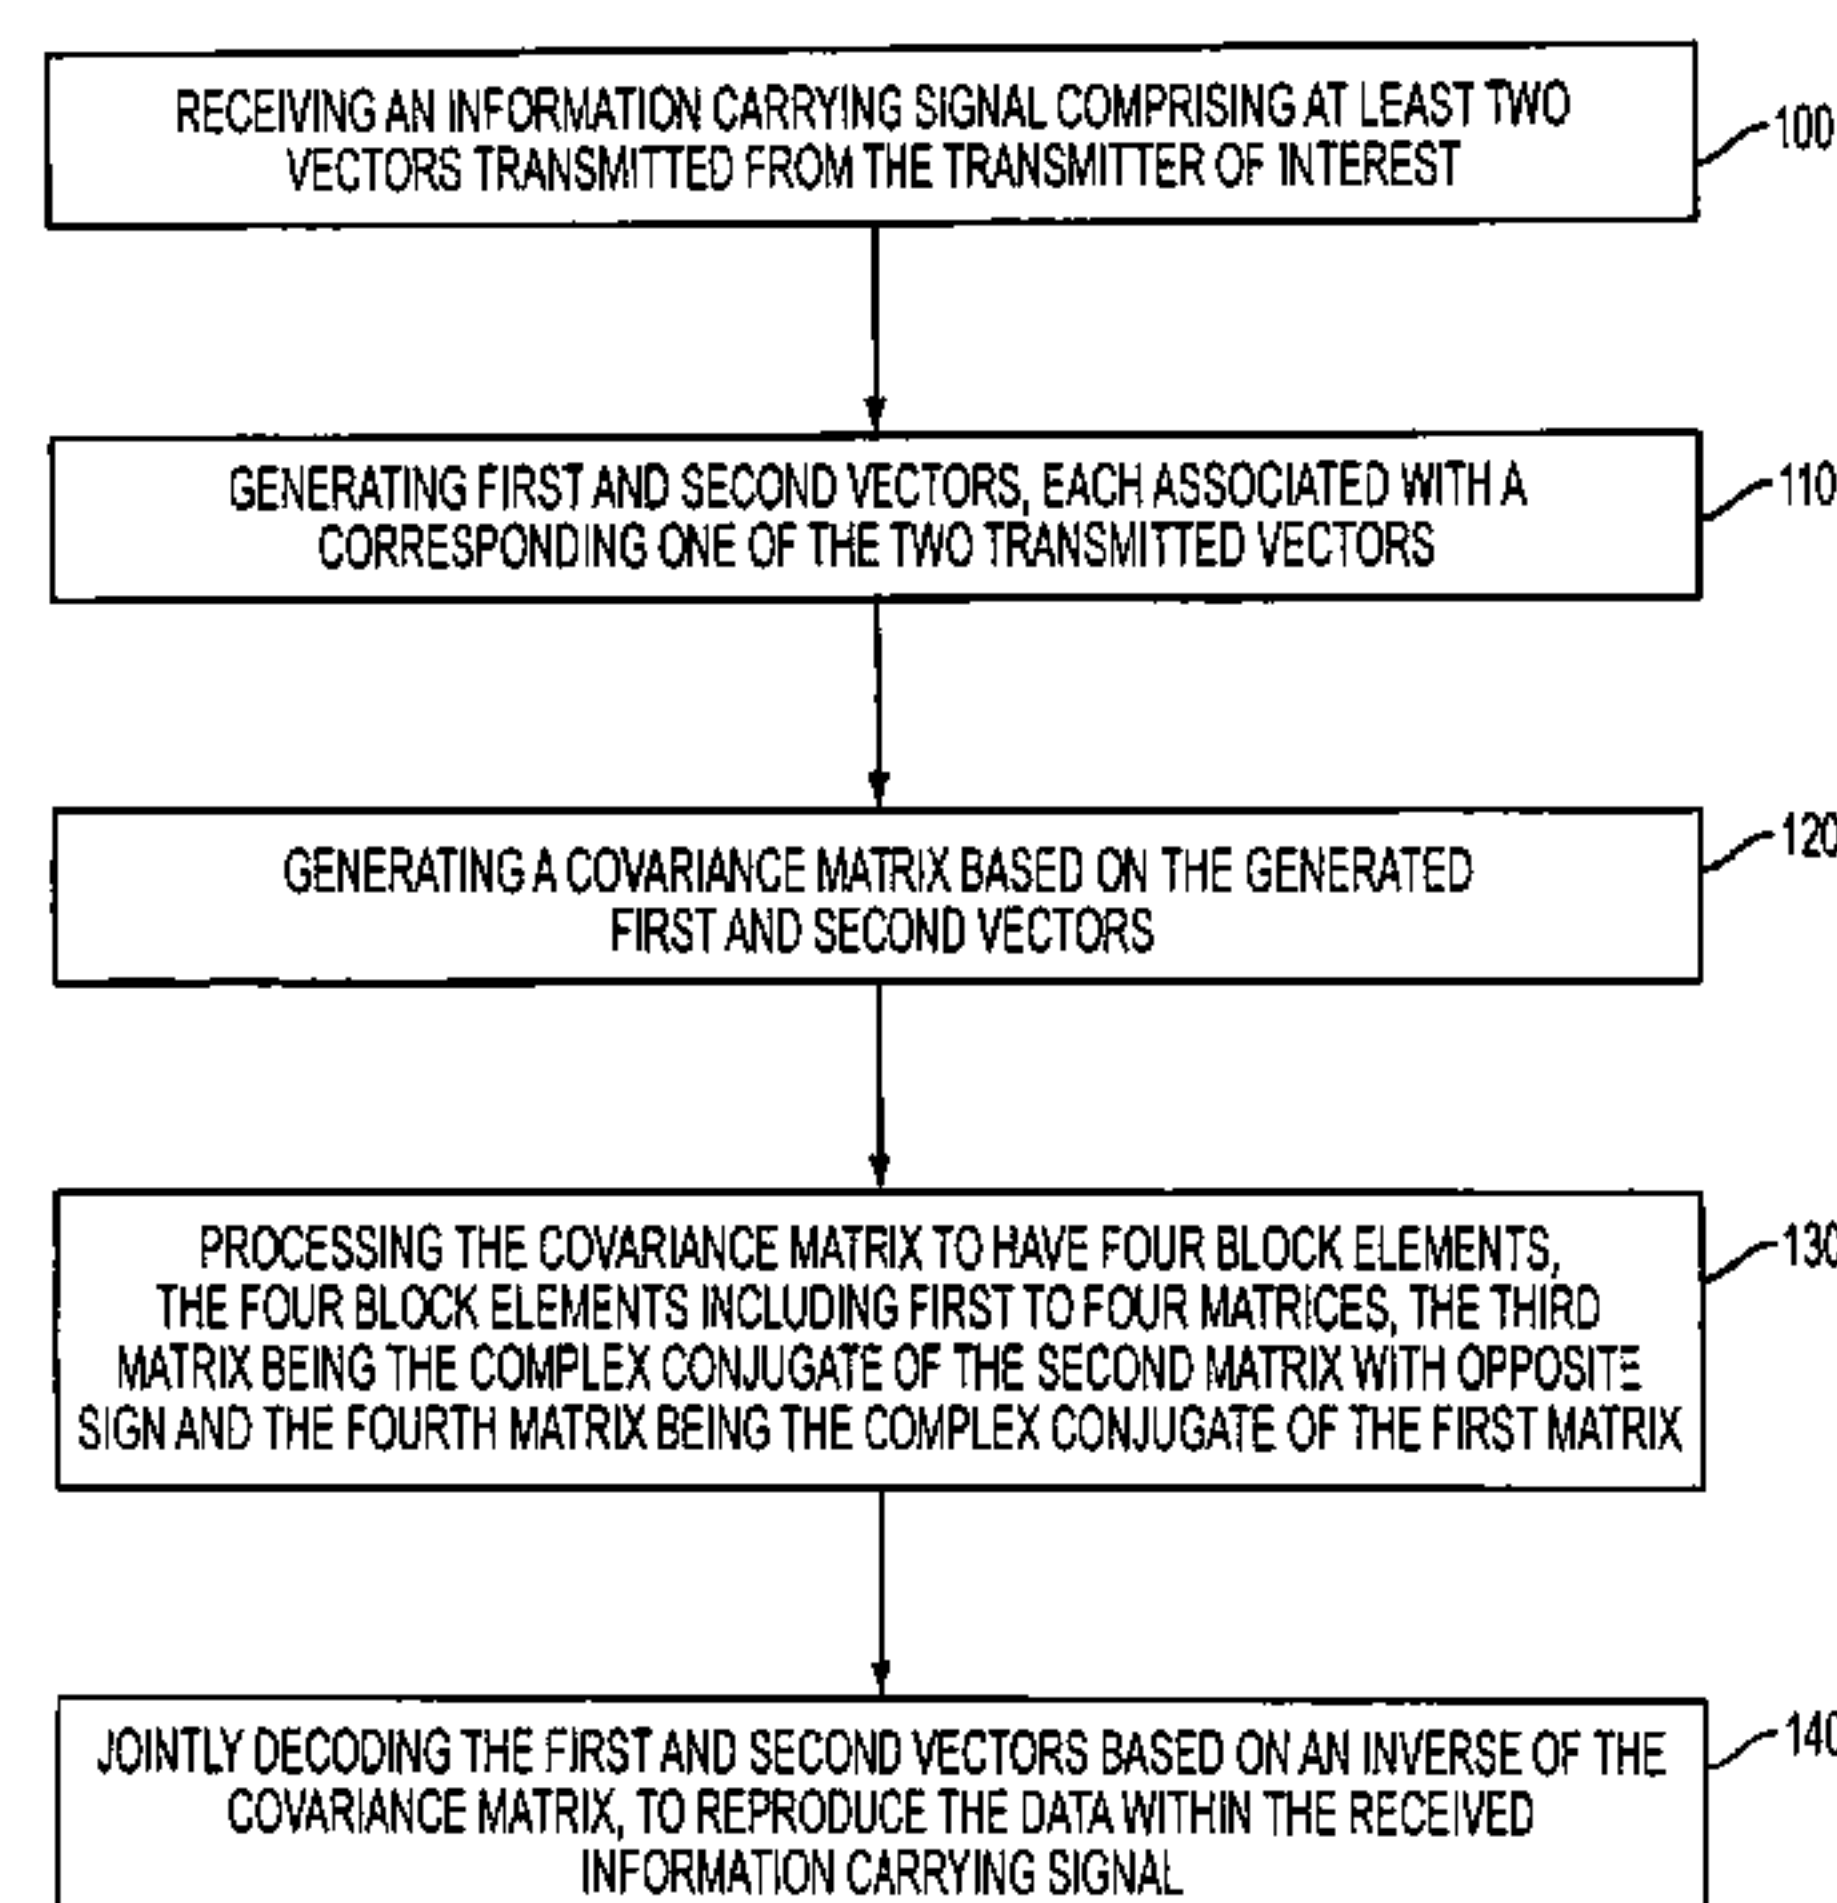 RECEIVING AN INFORMATION CARRYING SIGNAL COMPRISING AT LEAST TWO
VECTORS TRANSMITTED FROM THE TRANSMITTER OF INTEREST
100
GENERATING FIRST AND SECOND VECTORS, EACH ASSOCIATED WITH A
CORRESPONDING ONE OF THE TWO TRANSMITTED VECTORS
110
GENERATING A COVARIANCE MATRIX BASED ON THE GENERATED
FIRST AND SECOND VECTORS
120
PROCESSING THE COVARIANCE MATRIX TO HAVE FOUR BLOCK ELEMENTS,
THE FOUR BLOCK ELEMENTS INCLUDING FIRST TO FOUR MATRICES, THE THIRD
MATRIX BEING THE COMPLEX CONJUGATE OF THE SECOND MATRIX WITH OPPOSITE
SIGN AND THE FOURTH MATRIX BEING THE COMPLEX CONJUGATE OF THE FIRST MATRIX
130
JOINTLY DECODING THE FIRST AND SECOND VECTORS BASED ON AN INVERSE OF THE
COVARIANCE MATRIX, TO REPRODUCE THE DATA WITHIN THE RECEIVED
INFORMATION CARRYING SIGNAL
140